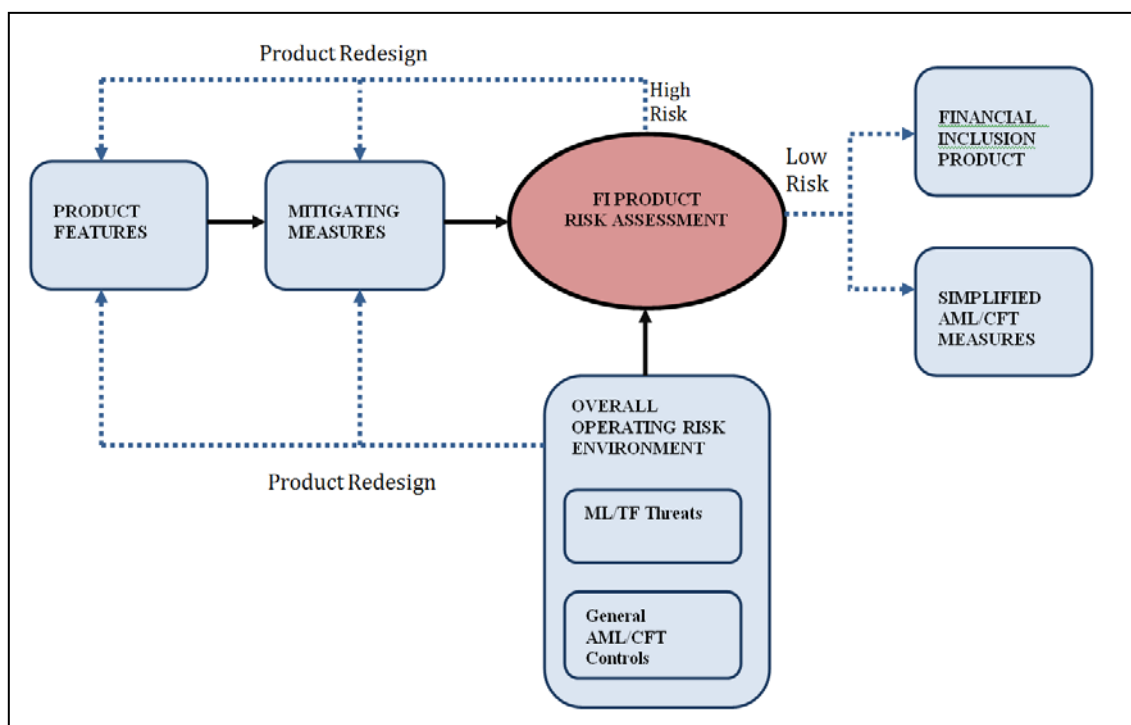 Product Redesign
High
Risk
FINANCIAL
INCLUSION
PRODUCT
Low
Risk
PRODUCT
FEATURES
MITIGATING
MEASURES
FI PRODUCT
RISK ASSESSMENT
SIMPLIFIED
AML/CFT
MEASURES
OVERALL
OPERATING RISK
ENVIRONMENT
Product Redesign
ML/TF Threats
General
AML/CFT
Controls